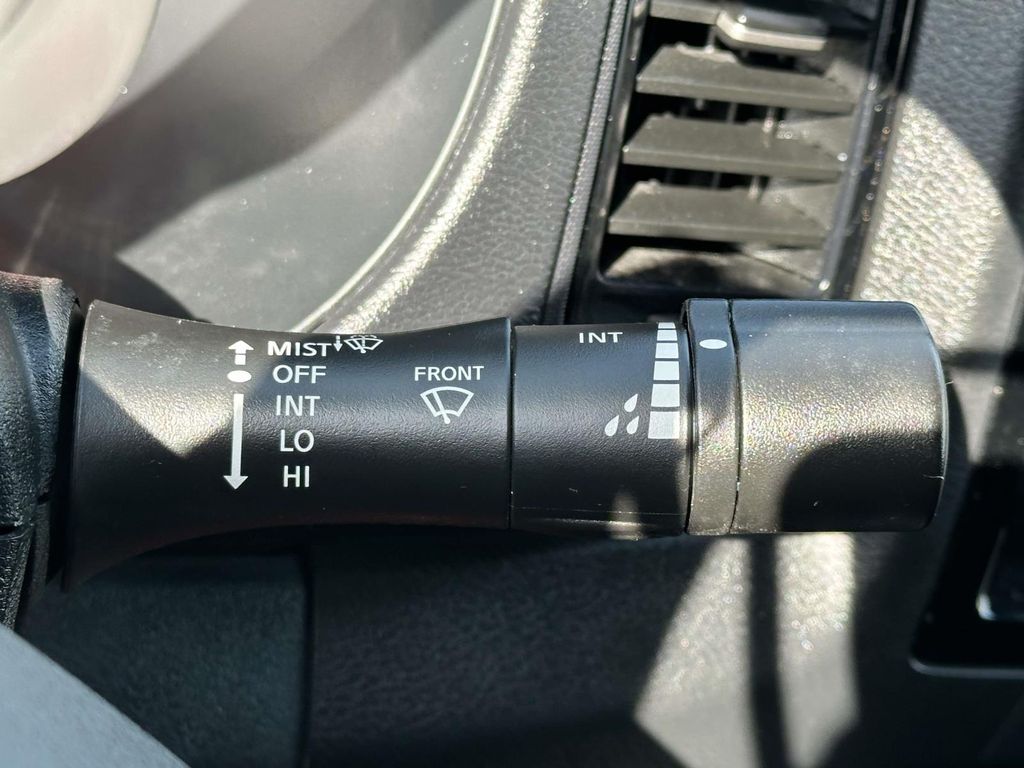 MIST
OFF
INT
LO
HI
FRONT
INT